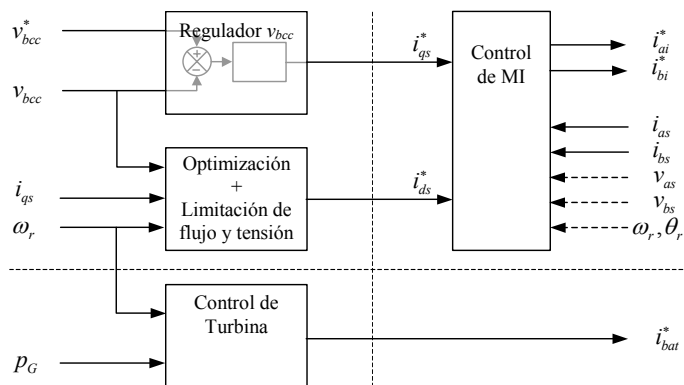 v*bcc
Regulador vbcc
+
−
i*qs
Control
de MI
i*ai
i*bi
vbcc
ias
ibs
vas
vbs
ωr, θr
Optimización
+
Limitación de
flujo y tensión
i*ds
iqs
ωr
Control de
Turbina
i*bat
pG